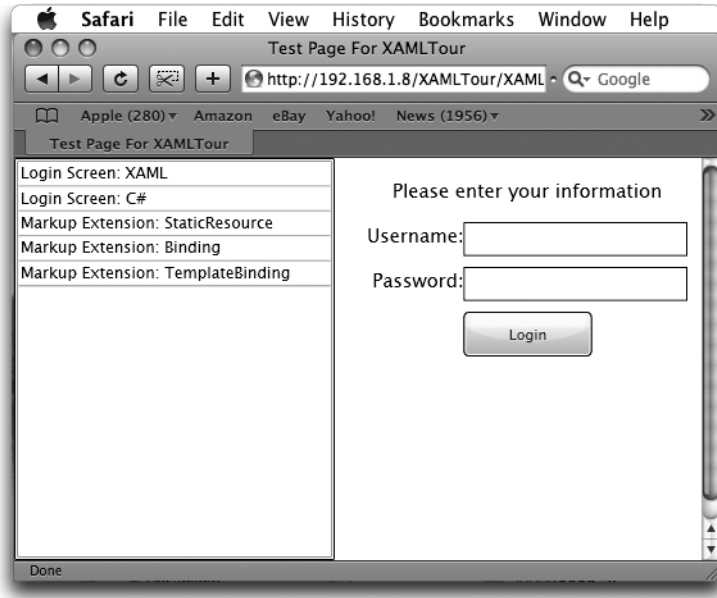 Safari File Edit View History Bookmarks Window Help
Test Page For XAMLTour
http://192.168.1.8/XAMLTour/XAML Google
Apple (280) Amazon eBay Yahoo! News (1956)
Test Page For XAMLTour
Login Screen: XAML
Login Screen: C#
Markup Extension: StaticResource
Markup Extension: Binding
Markup Extension: TemplateBinding
Please enter your information
Username:
Password:
Login
Done